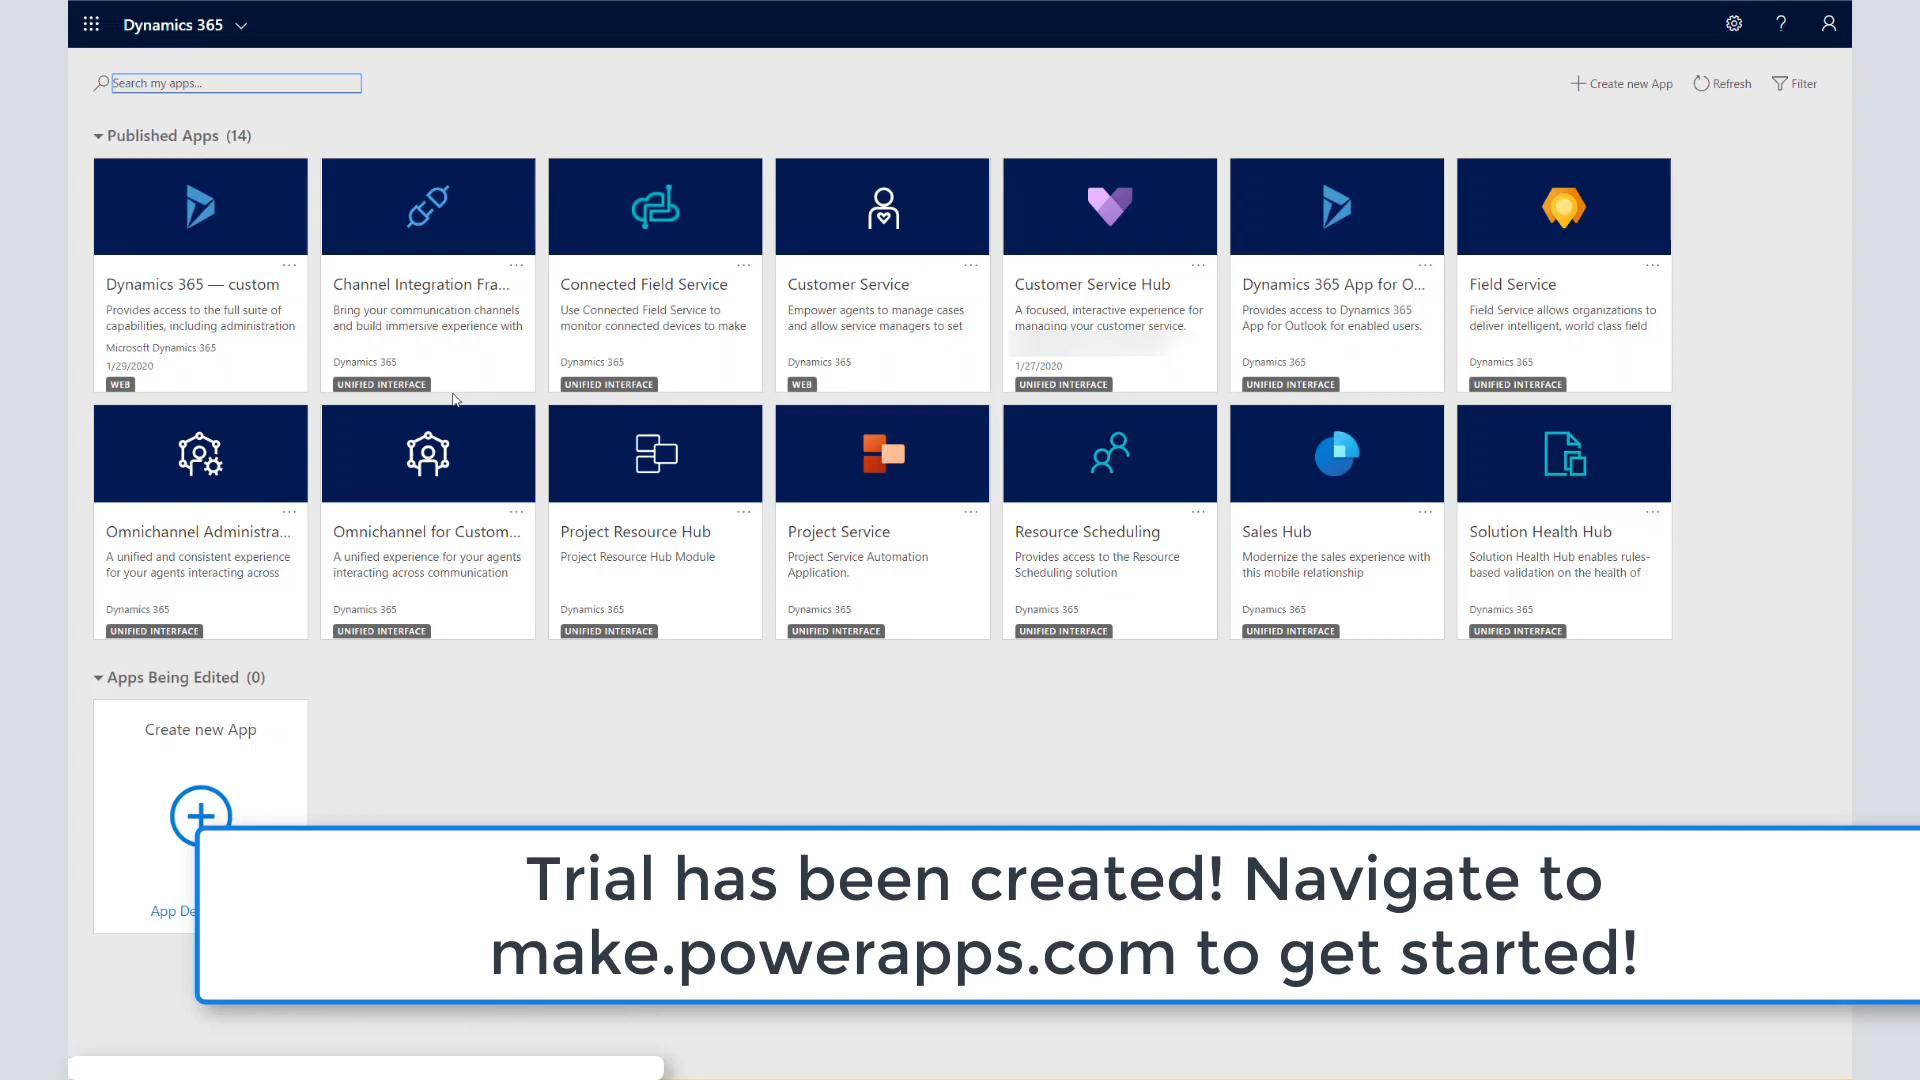 Dynamics 365
Search my apps...
Create new App
Refresh
Filter
Published Apps (14)
Dynamics 365 — custom
Provides access to the full suite of
capabilities, including administration
Microsoft Dynamics 365
1/29/2020
WEB
Channel Integration Fra...
Bring your communication channels
and build immersive experience with
Dynamics 365
UNIFIED INTERFACE
Connected Field Service
Use Connected Field Service to
monitor connected devices to make
Dynamics 365
UNIFIED INTERFACE
Customer Service
Empower agents to manage cases
and allow service managers to set
Dynamics 365
WEB
Customer Service Hub
A focused, interactive experience for
managing your customer service.
1/27/2020
UNIFIED INTERFACE
Dynamics 365 App for O...
Provides access to Dynamics 365
App for Outlook for enabled users.
Dynamics 365
UNIFIED INTERFACE
Field Service
Field Service allows organizations to
deliver intelligent, world class field
Dynamics 365
UNIFIED INTERFACE
Omnichannel Administra...
A unified and consistent experience
for your agents interacting across
Dynamics 365
UNIFIED INTERFACE
Omnichannel for Custom...
A unified experience for your agents
interacting across communication
Dynamics 365
UNIFIED INTERFACE
Project Resource Hub
Project Resource Hub Module
Dynamics 365
UNIFIED INTERFACE
Project Service
Project Service Automation
Application.
Dynamics 365
UNIFIED INTERFACE
Resource Scheduling
Provides access to the Resource
Scheduling solution
Dynamics 365
UNIFIED INTERFACE
Sales Hub
Modernize the sales experience with
this mobile relationship
Dynamics 365
UNIFIED INTERFACE
Solution Health Hub
Solution Health Hub enables rules-
based validation on the health of
Dynamics 365
UNIFIED INTERFACE
Apps Being Edited (0)
Create new App
App De
Trial has been created! Navigate to
make.powerapps.com to get started!